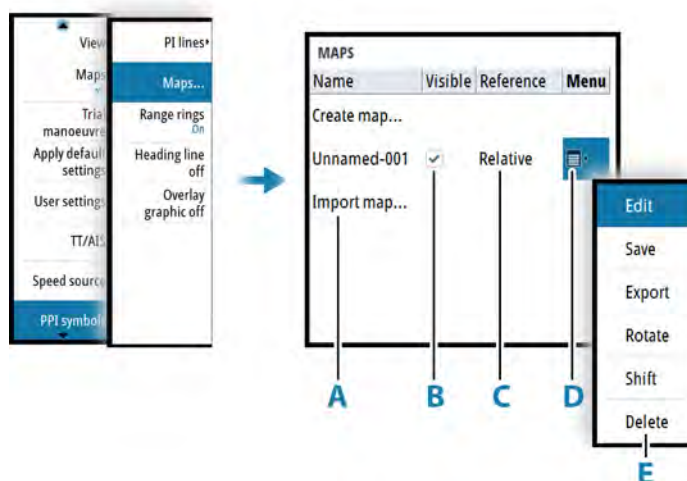 View
Maps
Trial
manoeuvre
Apply default
settings
User settings
TT/AIS
Speed source
PPI symbols
PI lines
Maps...
Range rings
On
Heading line
off
Overlay
graphic off
MAPS
Name Visible Reference Menu
Create map...
Unnamed-001 Relative
Import map...
Edit
Save
Export
Rotate
Shift
Delete
A B C D
E